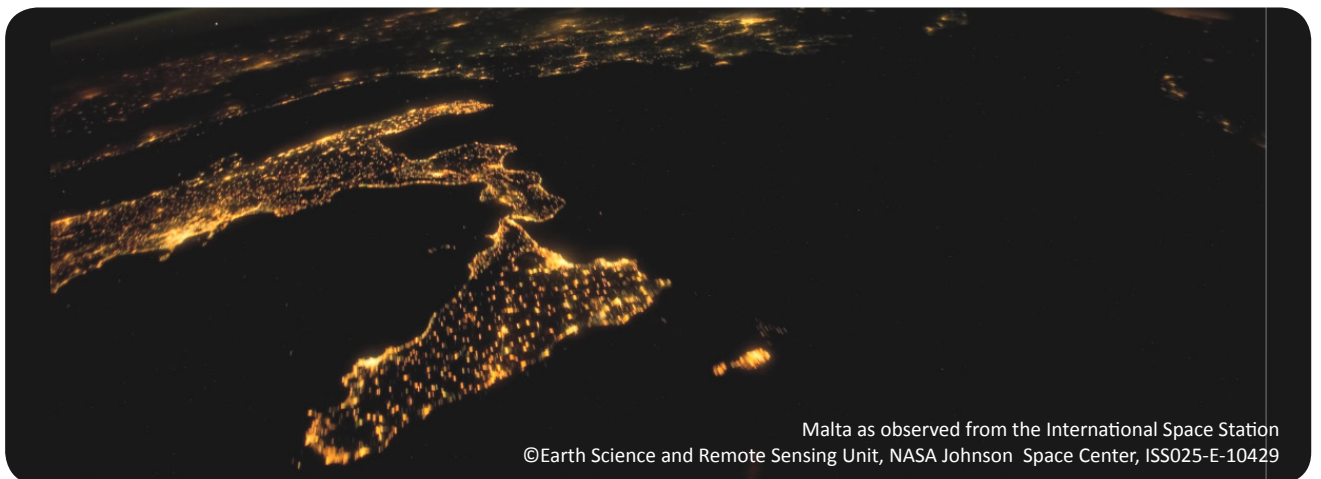 Malta as observed from the International Space Station
©Earth Science and Remote Sensing Unit, NASA Johnson Space Center, ISS025-E-10429